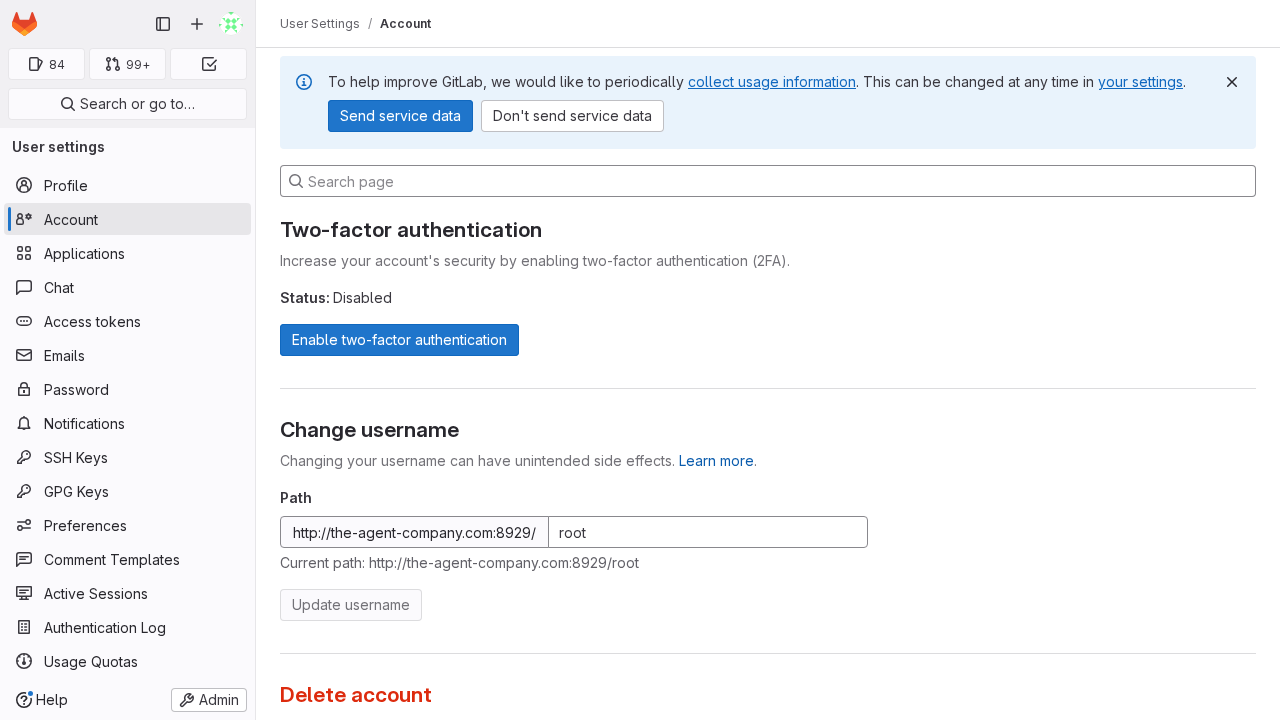 84
99+
Search or go to…
User settings
Profile
Account
Applications
Chat
Access tokens
Emails
Password
Notifications
SSH Keys
GPG Keys
Preferences
Comment Templates
Active Sessions
Authentication Log
Usage Quotas
Help
Admin
User Settings / Account
To help improve GitLab, we would like to periodically collect usage information. This can be changed at any time in your settings.
Send service data
Don't send service data
Search page
Two-factor authentication
Increase your account's security by enabling two-factor authentication (2FA).
Status: Disabled
Enable two-factor authentication
Change username
Changing your username can have unintended side effects. Learn more.
Path
http://the-agent-company.com:8929/ root
Current path: http://the-agent-company.com:8929/root
Update username
Delete account